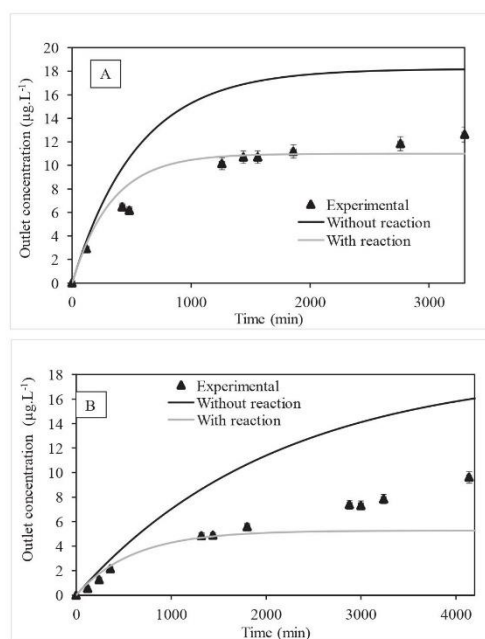 A
20
18
16
14
12
10
8
6
4
2
0
Outlet concentration (µg.L-1)
Experimental
Without reaction
With reaction
0 1000 2000 3000
Time (min)
B
18
16
14
12
10
8
6
4
2
0
Outlet concentration (µg.L-1)
Experimental
Without reaction
With reaction
0 1000 2000 3000 4000
Time (min)